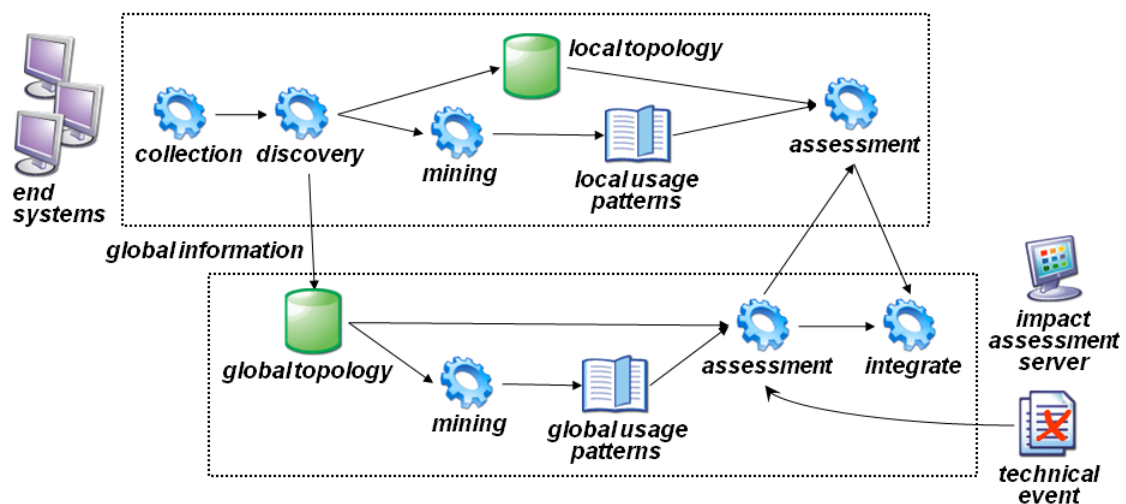 local topology
collection
discovery
mining
local usage
patterns
assessment
end
systems
global information
global topology
mining
global usage
patterns
assessment
integrate
impact
assessment
server
technical
event